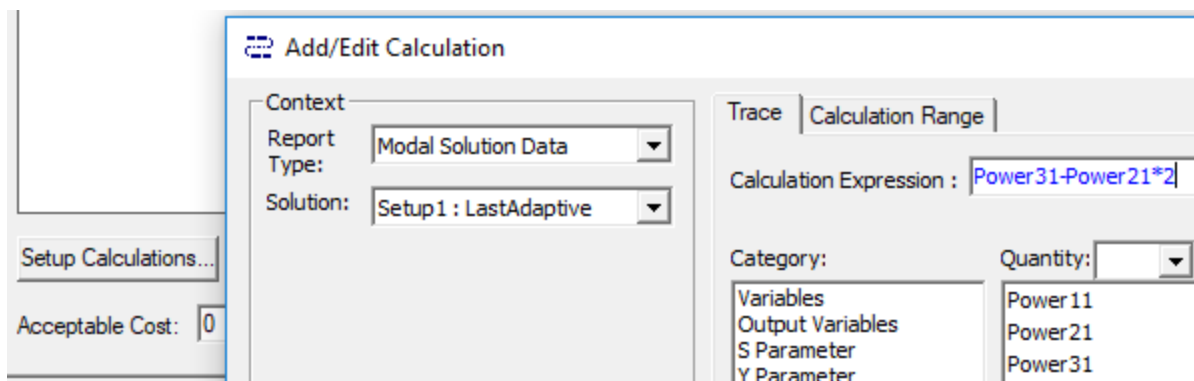 Add/Edit Calculation
Context
Report Type:
Modal Solution Data
Solution:
Setup1 : LastAdaptive
Trace
Calculation Range
Calculation Expression :
Power31-Power21*2
Setup Calculations...
Acceptable Cost:
0
Category:
Variables
Output Variables
S Parameter
Y Parameter
Quantity:
Power11
Power21
Power31